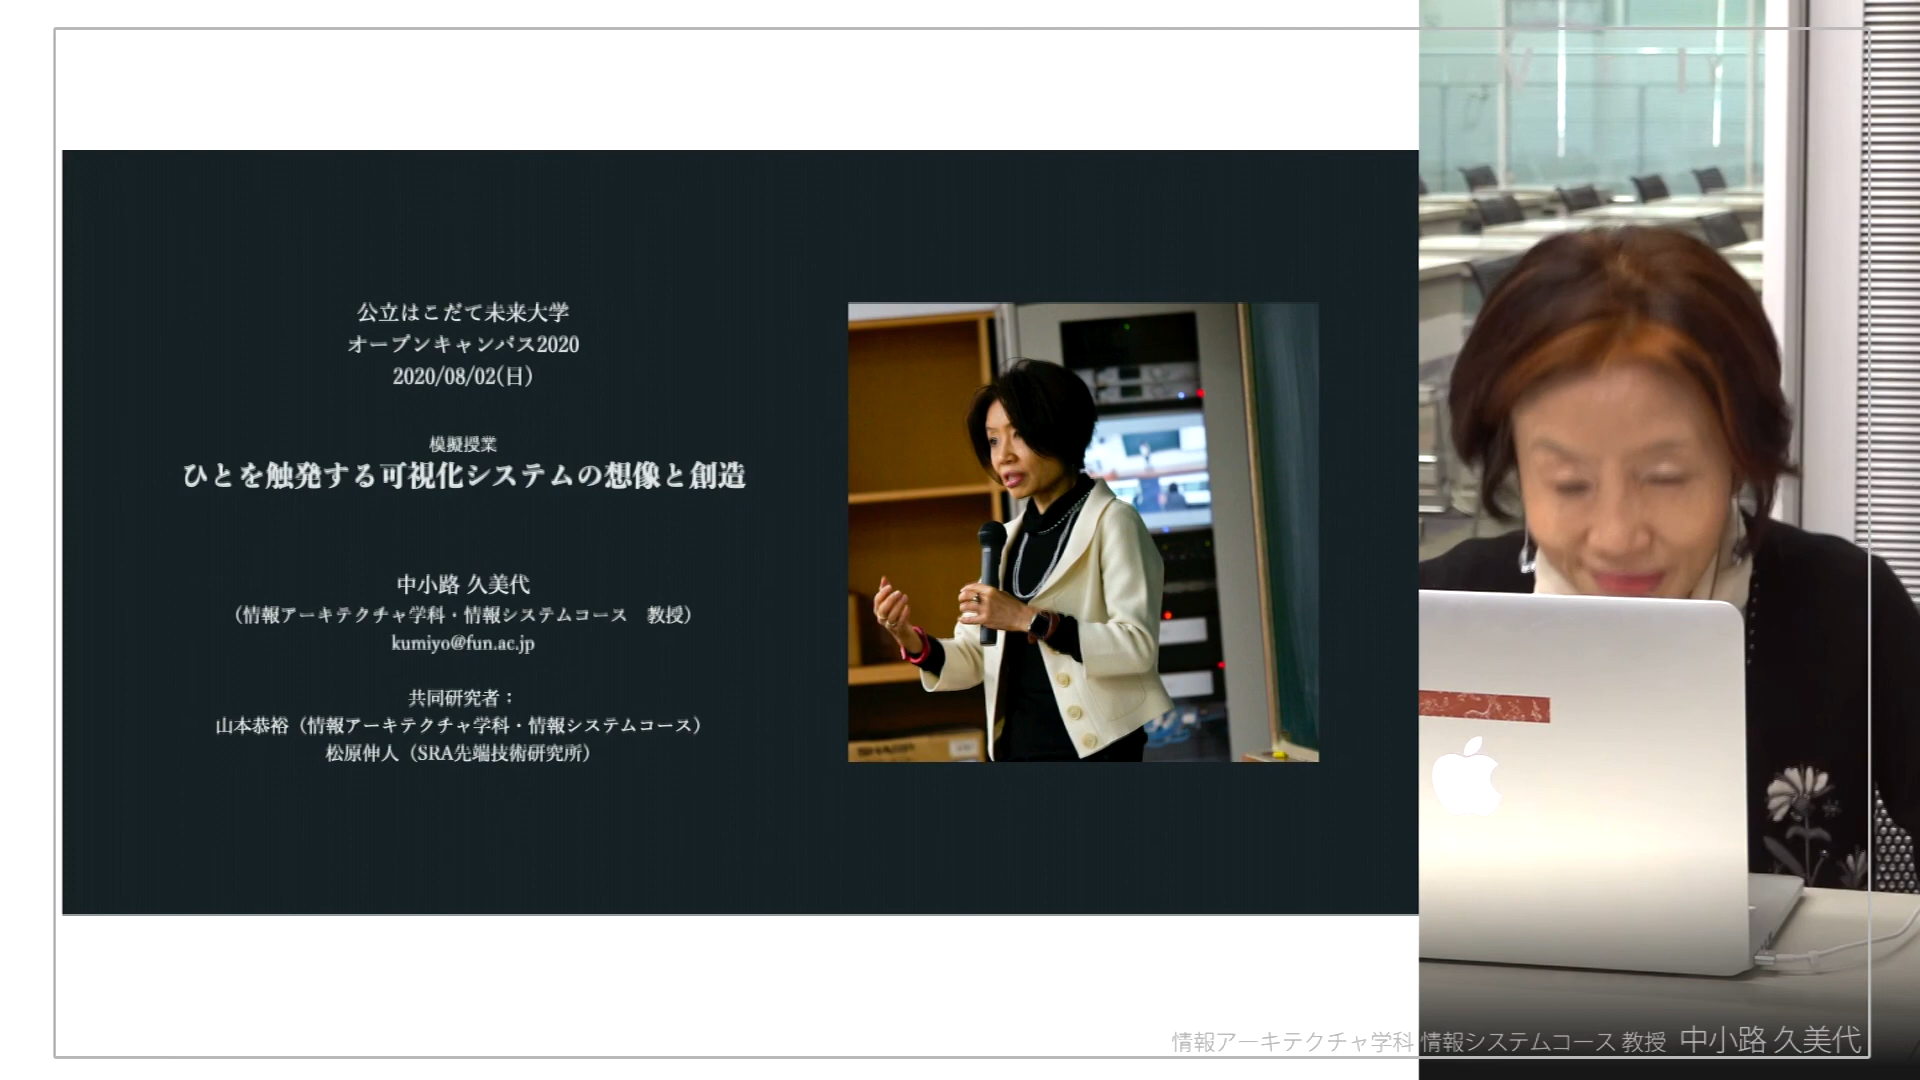 公立はこだて未来大学
オープンキャンパス2020
2020/08/02(日)
模擬授業
ひとを触発する可視化システムの想像と創造
中小路 久美代
（情報アーキテクチャ学科・情報システムコース　教授）
kumiyo@fun.ac.jp
共同研究者：
山本恭裕（情報アーキテクチャ学科・情報システムコース）
松原伸人（SRA先端技術研究所）
SHARP
情報アーキテクチャ学科 情報システムコース 教授 中小路 久美代